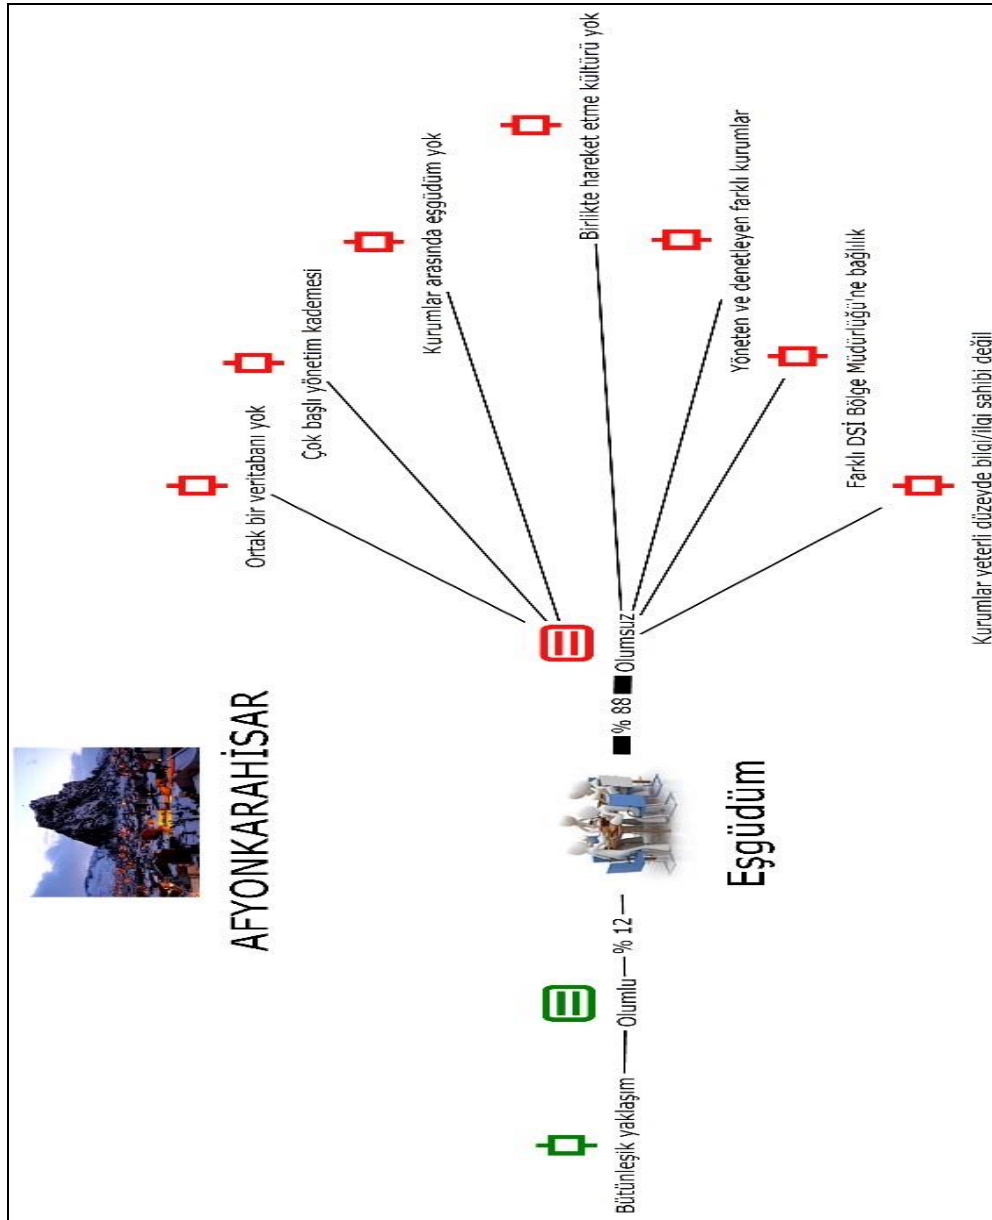 AFYONKARAHİSAR
Ortak bir veritabanı yok
Çok başlı yönetim kademesi
Kurumlar arasında eşgüdüm yok
Bütünleşik yaklaşım
Olumlu
% 12
% 88
Olumsuz
Birlikte hareket etme kültürü yok
Eşgüdüm
Yöneten ve denetleyen farklı kurumlar
Farklı DSİ Bölge Müdürlüğü'ne bağlılık
Kurumlar yeterli düzeyde bilgi/ilgi sahibi değil